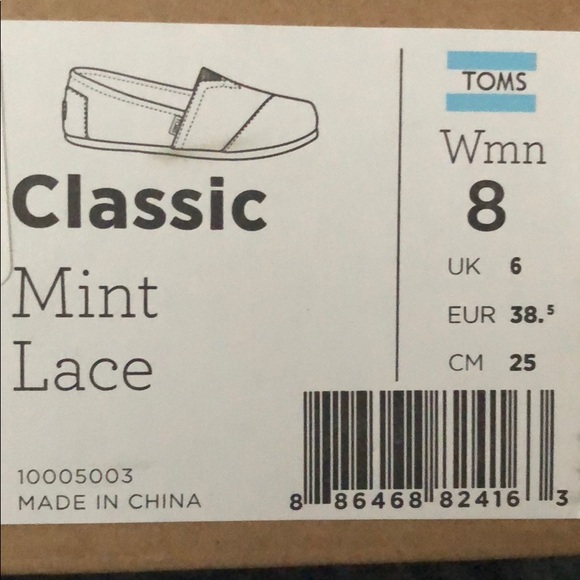 Classic
Mint
Lace
10005003
MADE IN CHINA
TOMS
Wmn
8
UK 6
EUR 38.⁵
CM 25
8 86468 82416 3